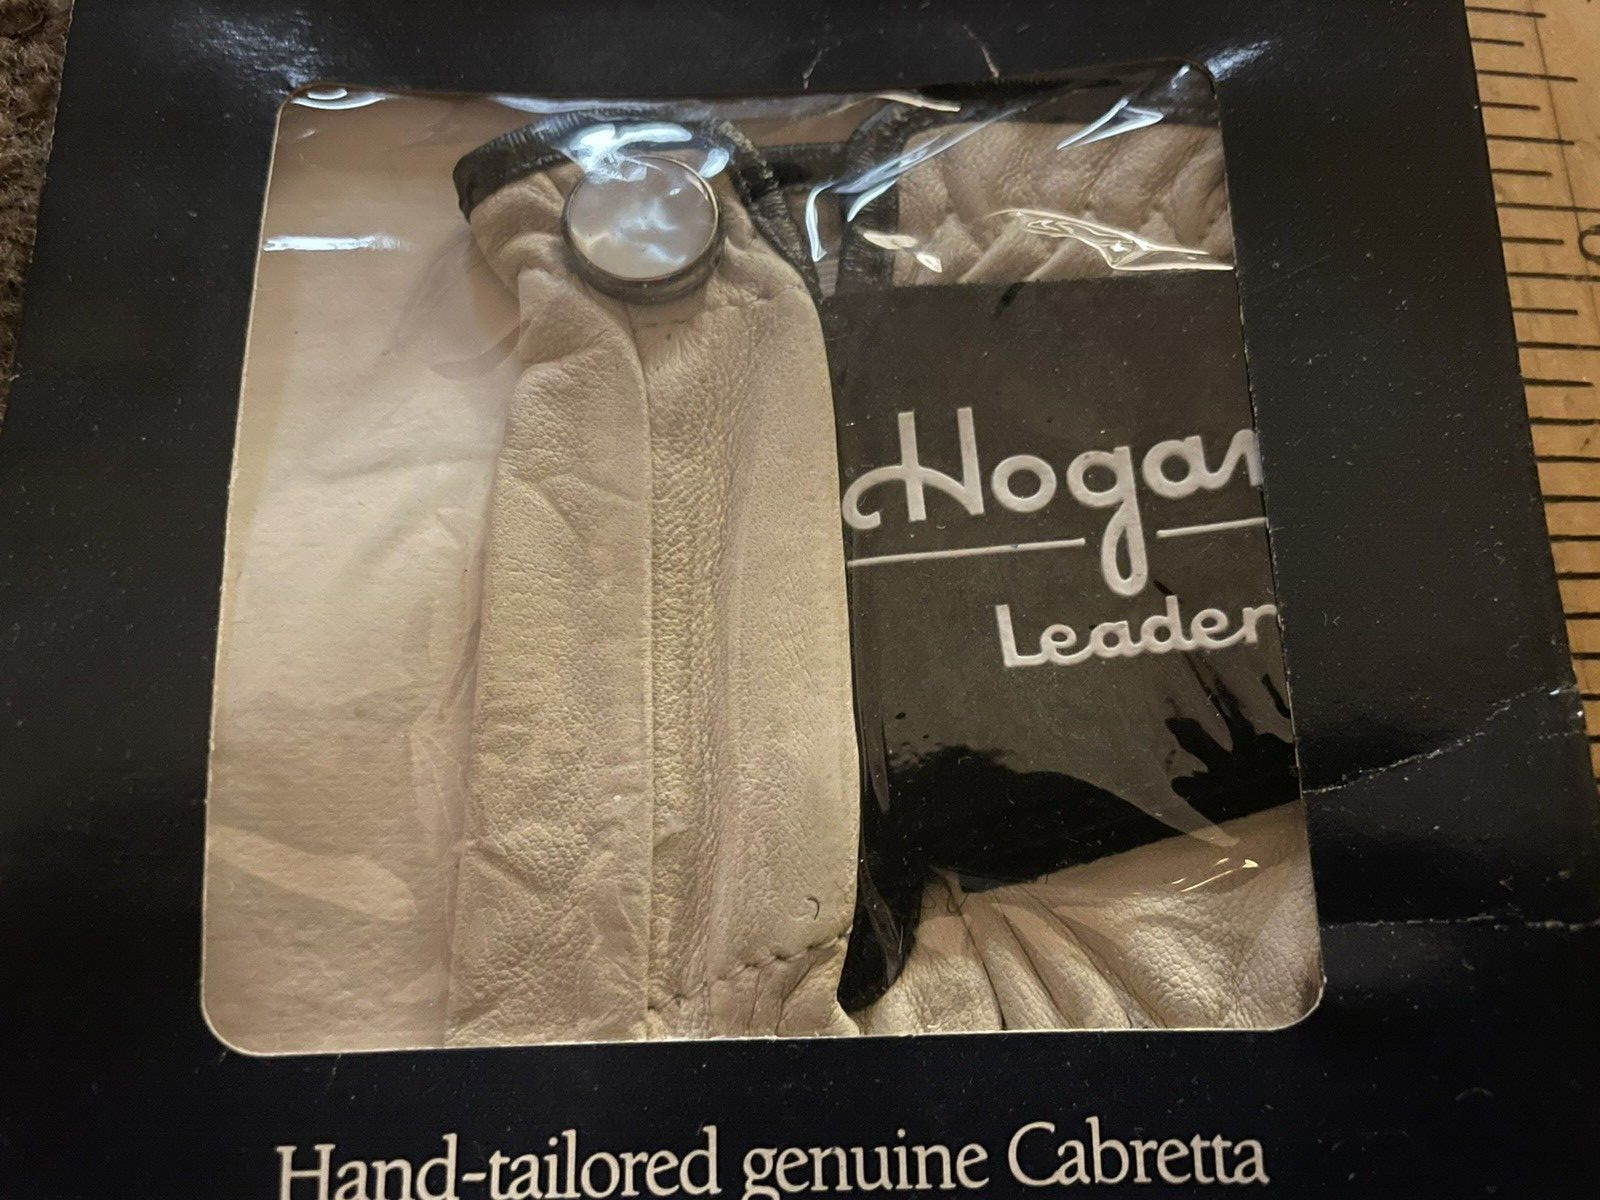 Hogan
Leader
Hand-tailored genuine Cabretta